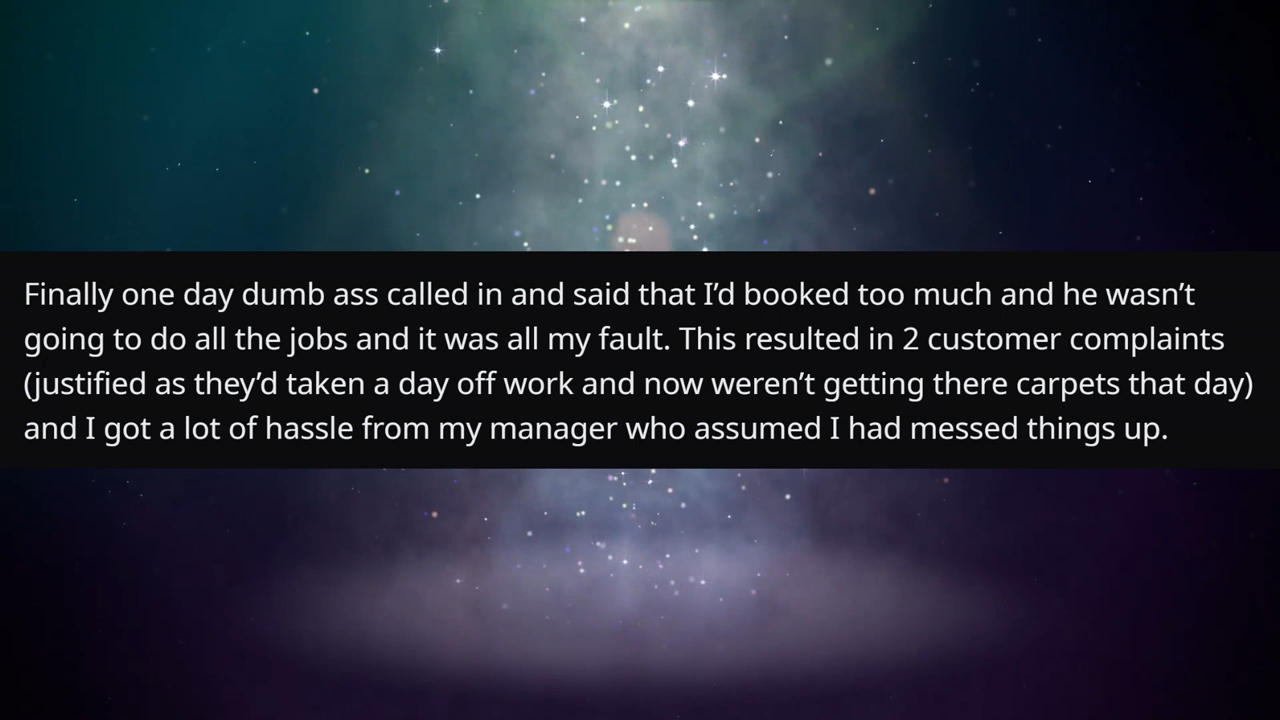 Finally one day dumb ass called in and said that I’d booked too much and he wasn’t
going to do all the jobs and it was all my fault. This resulted in 2 customer complaints
(justified as they’d taken a day off work and now weren’t getting there carpets that day)
and I got a lot of hassle from my manager who assumed I had messed things up.